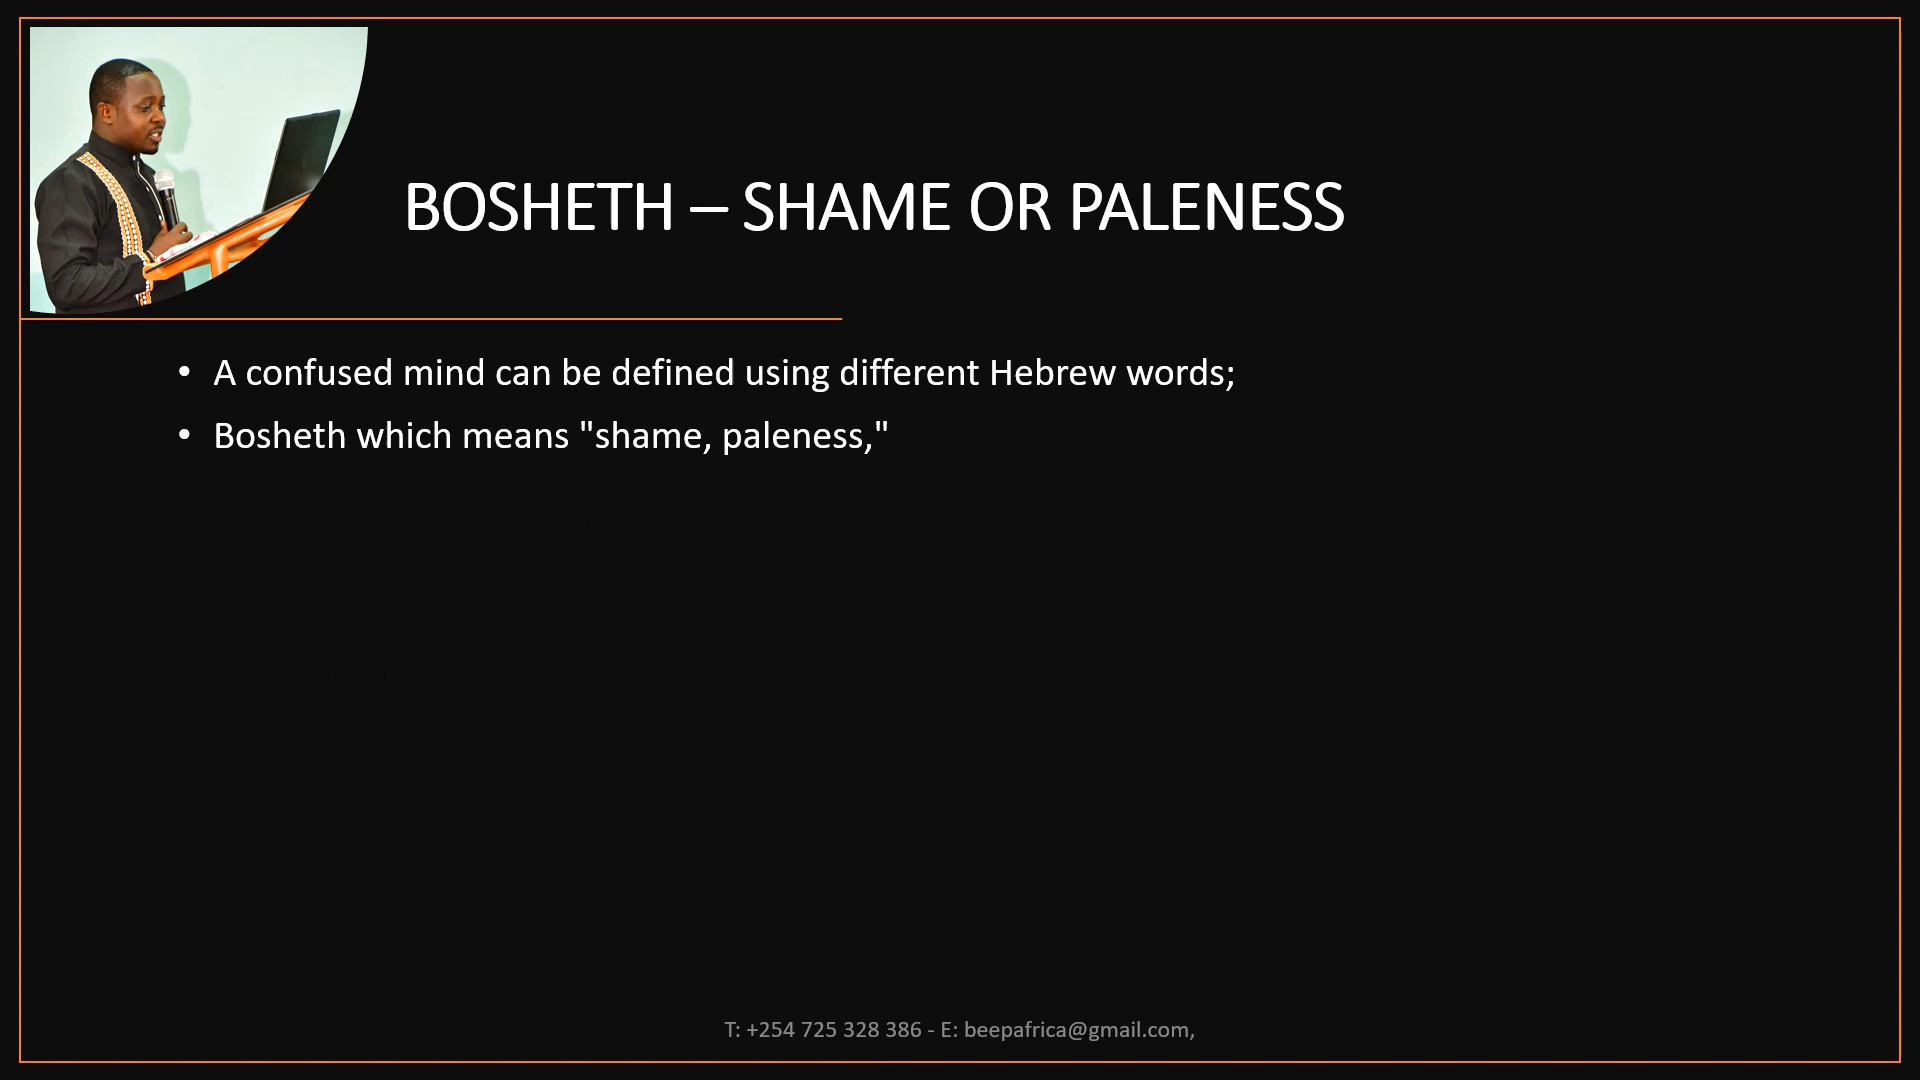 BOSHETH – SHAME OR PALENESS
• A confused mind can be defined using different Hebrew words;
• Bosheth which means "shame, paleness,"
T: +254 725 328 386 - E: beepafrica@gmail.com,